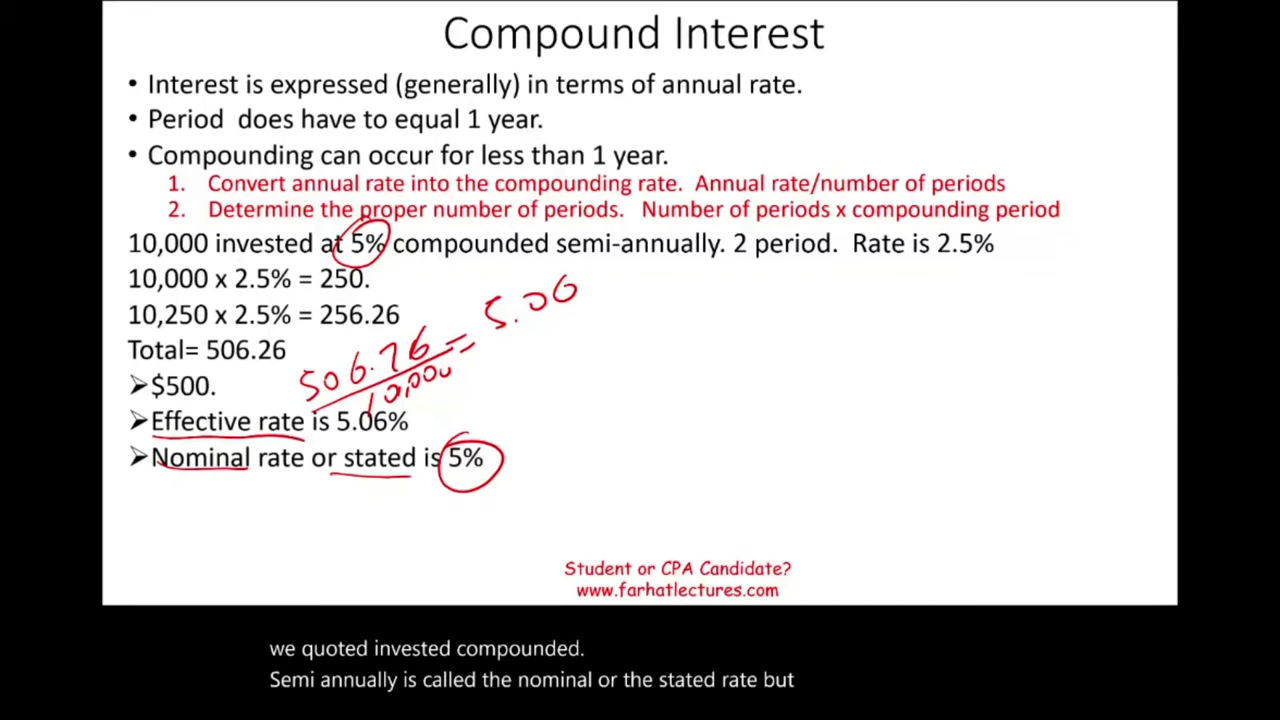 Compound Interest
• Interest is expressed (generally) in terms of annual rate.
• Period does have to equal 1 year.
• Compounding can occur for less than 1 year.
1. Convert annual rate into the compounding rate. Annual rate/number of periods
2. Determine the proper number of periods. Number of periods x compounding period
10,000 invested at 5% compounded semi-annually. 2 period. Rate is 2.5%
10,000 x 2.5% = 250.
10,250 x 2.5% = 256.26
Total= 506.26
506.26 = 5.06
10,000
➢$500.
➢Effective rate is 5.06%
➢Nominal rate or stated is 5%
Student or CPA Candidate?
www.farhatlectures.com
we quoted invested compounded.
Semi annually is called the nominal or the stated rate but